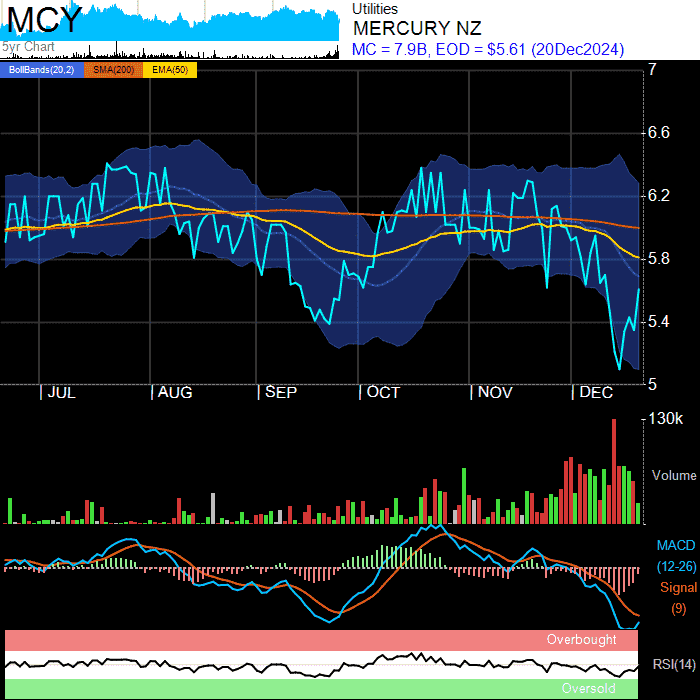 MCY
5yr Chart
Utilities
MERCURY NZ
MC = 7.9B, EOD = $5.61 (20Dec2024)
BollBands(20,2) SMA(200) EMA(50)
7
6.6
6.2
5.8
5.4
5
JUL AUG SEP OCT NOV DEC
130k
Volume
MACD
(12-26)
Signal
(9)
Overbought
RSI(14)
Oversold